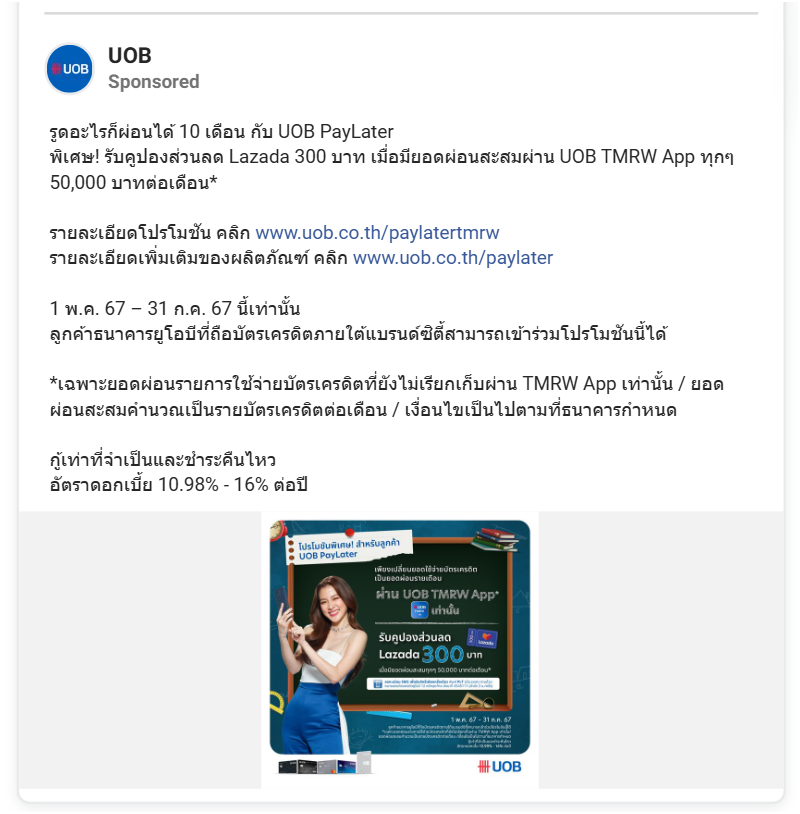 UOB
UOB
Sponsored
รูดอะไรก็ผ่อนได้ 10 เดือน กับ UOB PayLater
พิเศษ! รับคูปองส่วนลด Lazada 300 บาท เมื่อมียอดผ่อนสะสมผ่าน UOB TMRW App ทุกๆ
50,000 บาทต่อเดือน*
รายละเอียดโปรโมชัน คลิก www.uob.co.th/paylatertmrw
รายละเอียดเพิ่มเติมของผลิตภัณฑ์ คลิก www.uob.co.th/paylater
1 พ.ค. 67 – 31 ก.ค. 67 นี้เท่านั้น
ลูกค้าธนาคารยูโอบีที่ถือบัตรเครดิตภายใต้แบรนด์ซิตี้สามารถเข้าร่วมโปรโมชันนี้ได้
*เฉพาะยอดผ่อนรายการใช้จ่ายบัตรเครดิตที่ยังไม่เรียกเก็บผ่าน TMRW App เท่านั้น / ยอด
ผ่อนสะสมคำนวณเป็นรายบัตรเครดิตต่อเดือน / เงื่อนไขเป็นไปตามที่ธนาคารกำหนด
กู้เท่าที่จำเป็นและชำระคืนไหว
อัตราดอกเบี้ย 10.98% - 16% ต่อปี
โปรโมชันพิเศษ! สำหรับลูกค้า
UOB PayLater
เพียงเปลี่ยนยอดใช้จ่ายบัตรเครดิต
เป็นยอดผ่อนรายเดือน
ผ่าน UOB TMRW App*
เท่านั้น
รับคูปองส่วนลด
Lazada 300 บาท
เมื่อมียอดผ่อนสะสมทุกๆ 50,000 บาทต่อเดือน*
1 พ.ค. 67 - 31 ก.ค. 67
UOB